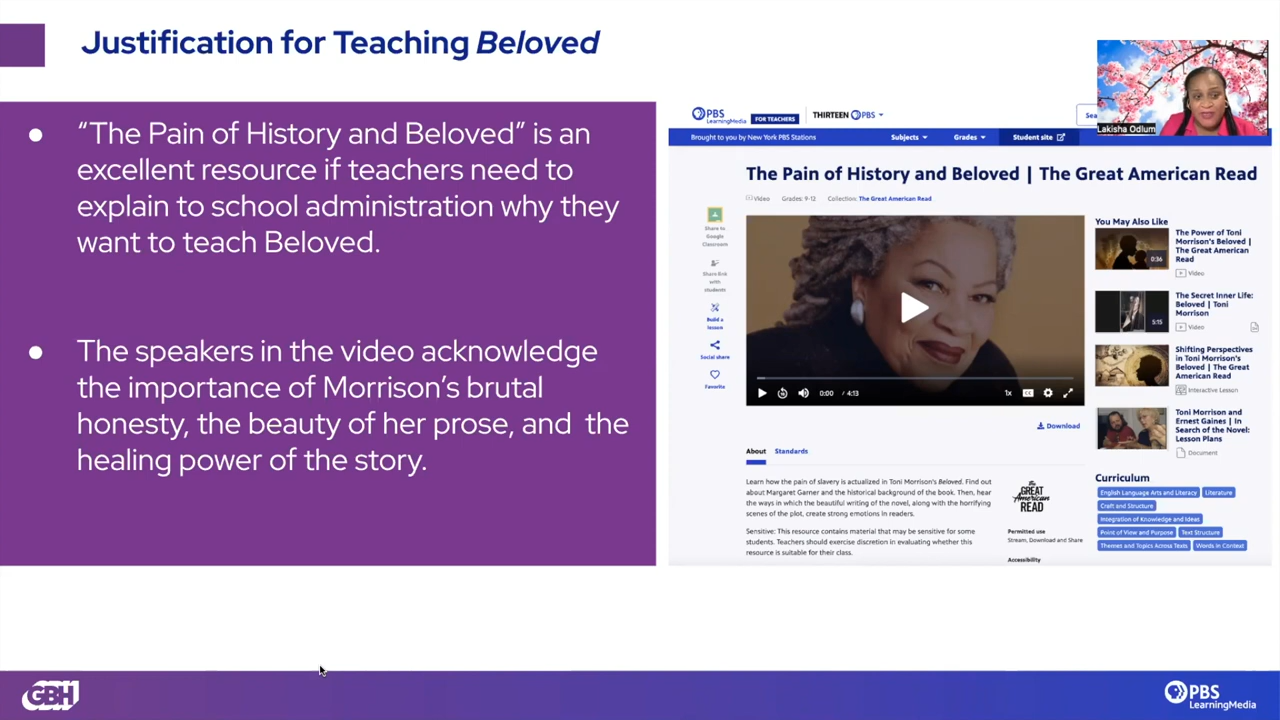 Justification for Teaching Beloved
● “The Pain of History and Beloved” is an
excellent resource if teachers need to
explain to school administration why they
want to teach Beloved.
● The speakers in the video acknowledge
the importance of Morrison’s brutal
honesty, the beauty of her prose, and the
healing power of the story.
Lakisha Odlum
PBS LearningMedia FOR TEACHERS THIRTEEN PBS
Sea
Brought to you by New York PBS Stations Subjects Grades Student site
The Pain of History and Beloved | The Great American Read
Video Grades: 9-12 Collection: The Great American Read
Share to
Google
Classroom
Share link
with
students
Build a
lesson
Social share
Favorite
0:00 / 4:13 1x CC
Download
You May Also Like
The Power of Toni
Morrison's Beloved |
The Great American
Read
0:36
Video
The Secret Inner Life:
Beloved | Toni
Morrison
5:15
Video
Shifting Perspectives
in Toni Morrison's
Beloved | The Great
American Read
Interactive Lesson
Toni Morrison and
Ernest Gaines | In
Search of the Novel:
Lesson Plans
Document
About Standards
Learn how the pain of slavery is actualized in Toni Morrison's Beloved. Find out
about Margaret Garner and the historical background of the book. Then, hear
the ways in which the beautiful writing of the novel, along with the horrifying
scenes of the plot, create strong emotions in readers.
Sensitive: This resource contains material that may be sensitive for some
students. Teachers should exercise discretion in evaluating whether this
resource is suitable for their class.
the
GREAT
AMERICAN
READ
Permitted use
Stream, Download and Share
Accessibility
Curriculum
English Language Arts and Literacy Literature
Craft and Structure
Integration of Knowledge and Ideas
Point of View and Purpose Text Structure
Themes and Topics Across Texts Words in Context
GBH
PBS
LearningMedia